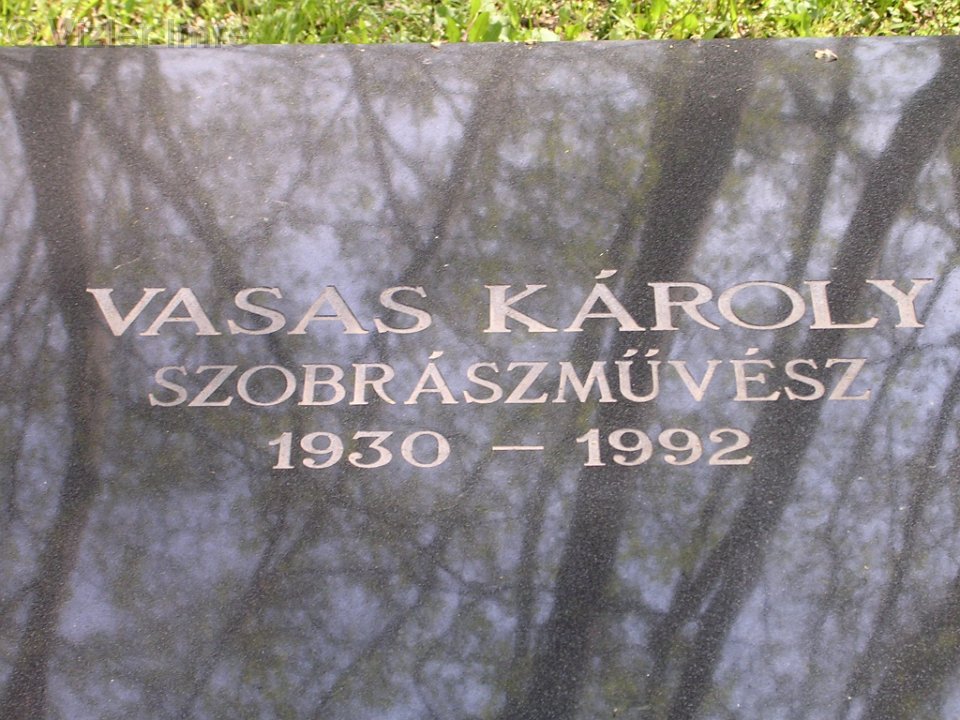 VASAS KÁROLY
SZOBRÁSZMŰVÉSZ
1930 – 1992